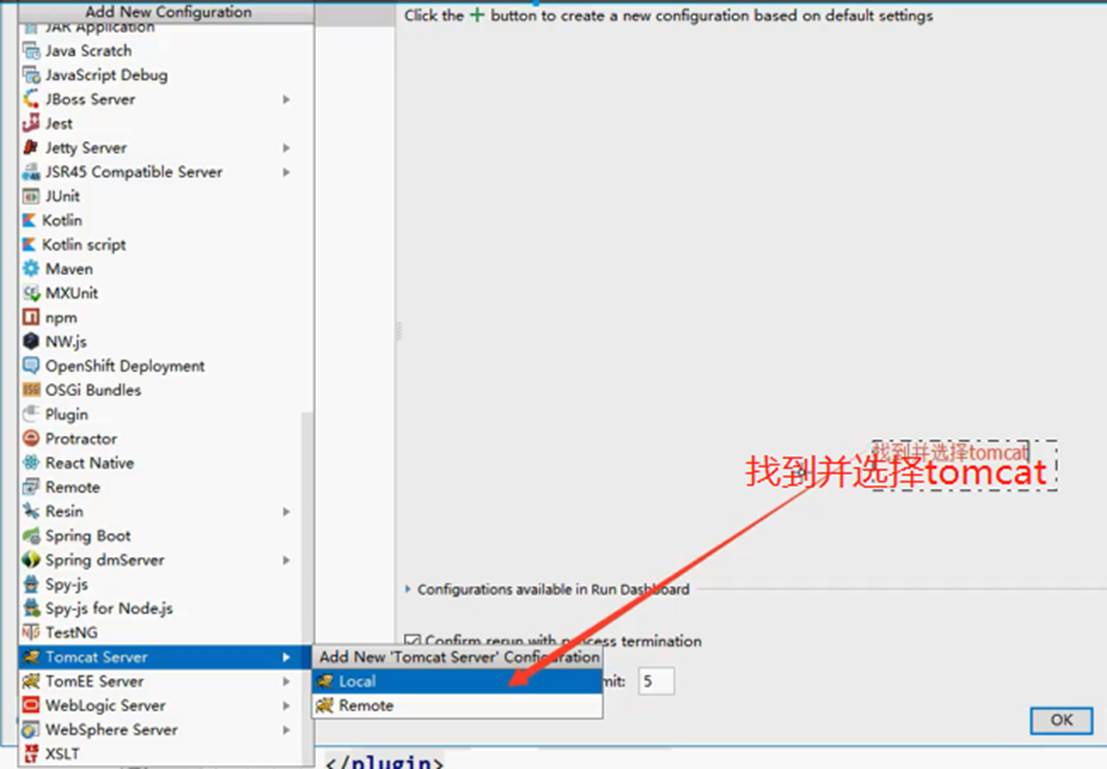 Add New Configuration
Click the + button to create a new configuration based on default settings
JAR Application
Java Scratch
JavaScript Debug
JBoss Server
Jest
Jetty Server
JSR45 Compatible Server
JUnit
Kotlin
Kotlin script
Maven
MXUnit
npm
NW.js
OpenShift Deployment
OSGi Bundles
Plugin
Protractor
React Native
Remote
Resin
Spring Boot
Spring dmServer
Spy-js
Spy-js for Node.js
TestNG
Tomcat Server
TomEE Server
WebLogic Server
WebSphere Server
XSLT
找到并选择tomcat
找到并选择tomcat
Configurations available in Run Dashboard
Confirm rerun with process termination
Add New 'Tomcat Server' Configuration
Local
Remote
mit: 5
OK
</plugin>